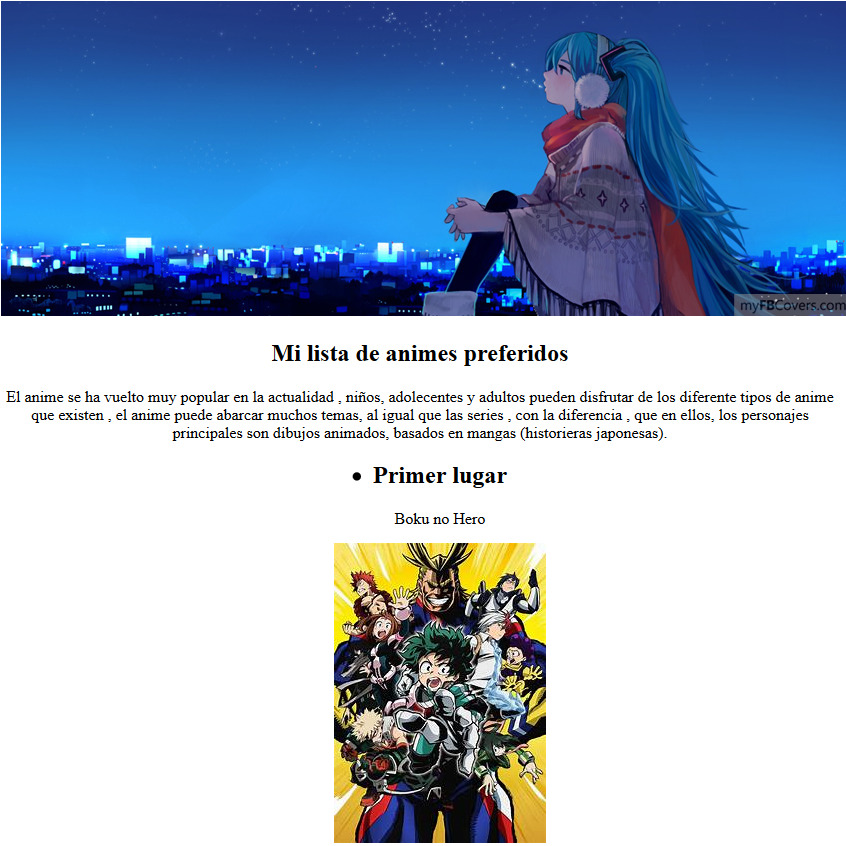 myFBCovers.com
Mi lista de animes preferidos
El anime se ha vuelto muy popular en la actualidad , niños, adolecentes y adultos pueden disfrutar de los diferente tipos de anime
que existen , el anime puede abarcar muchos temas, al igual que las series , con la diferencia , que en ellos, los personajes
principales son dibujos animados, basados en mangas (historieras japonesas).
• Primer lugar
Boku no Hero